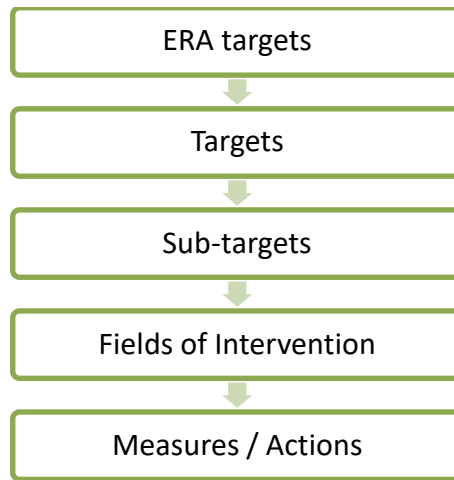 ERA targets
Targets
Sub-targets
Fields of Intervention
Measures / Actions